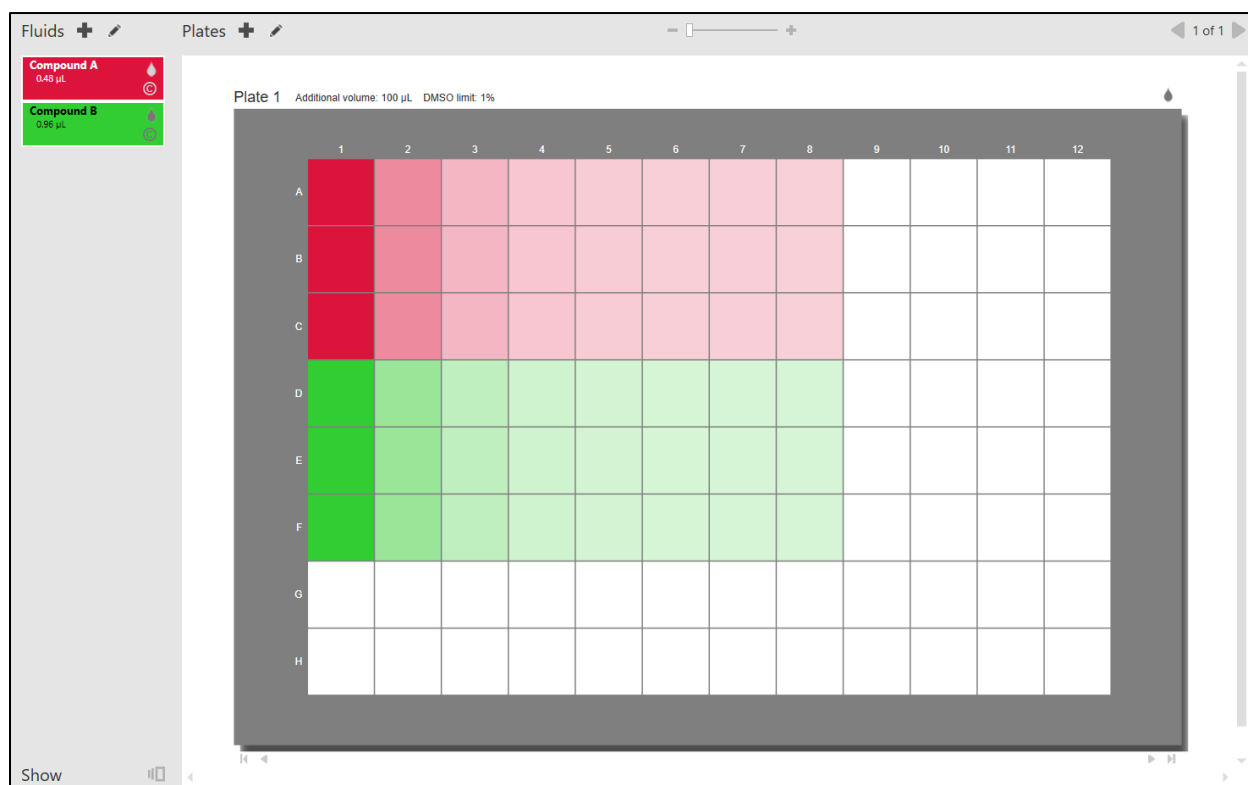 Fluids
Plates
1 of 1
Compound A
0.48 µL
©
Compound B
0.96 µL
©
Plate 1 Additional volume: 100 µL DMSO limit: 1%
1 2 3 4 5 6 7 8 9 10 11 12
A
B
C
D
E
F
G
H
Show